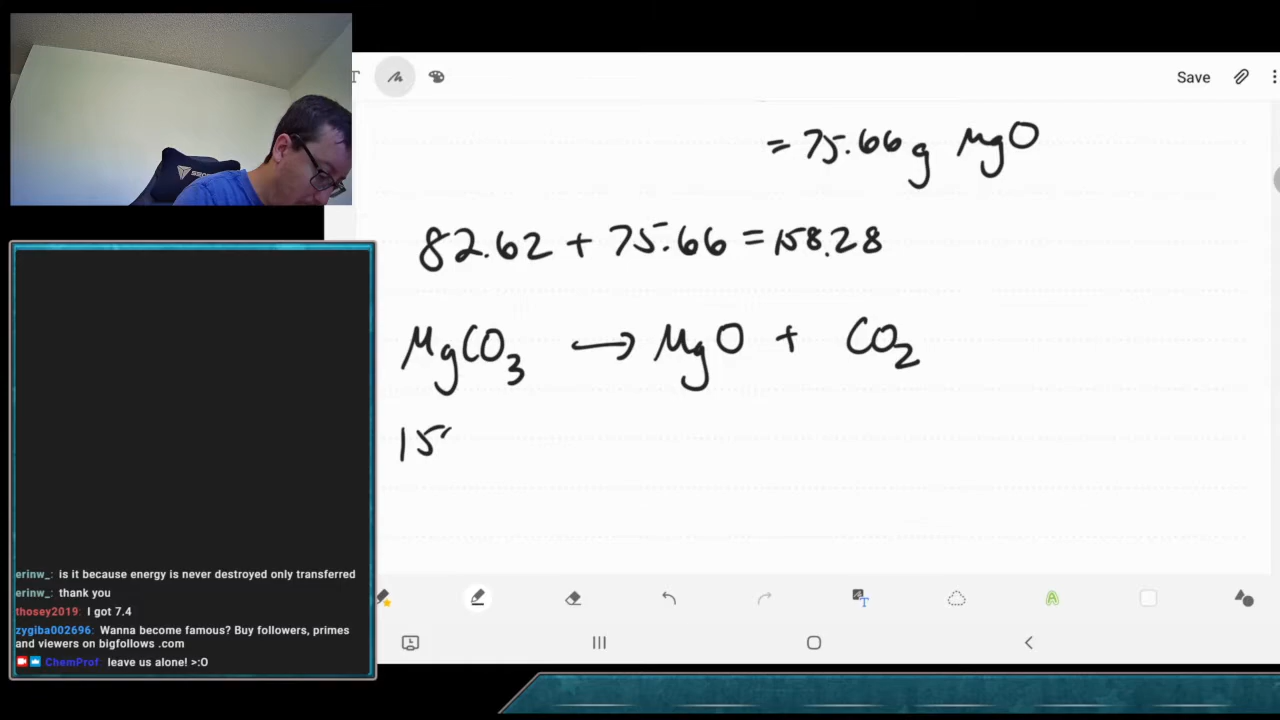 T
Save
= 75.66 g MgO
82.62 + 75.66 = 158.28
MgCO₃ → MgO + CO₂
15
erinw_: is it because energy is never destroyed only transferred
erinw_: thank you
thosey2019: I got 7.4
zygiba002696: Wanna become famous? Buy followers, primes
and viewers on bigfollows .com
ChemProf: leave us alone! >:O
T
A